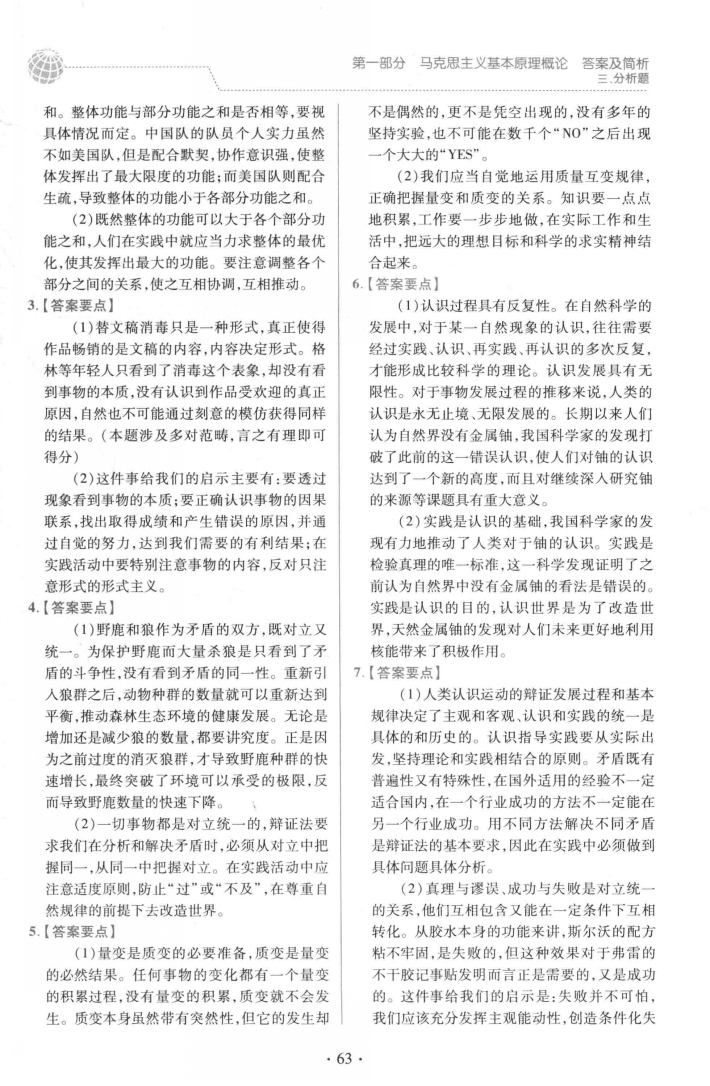 第一部分 马克思主义基本原理概论 答案及简析
三.分析题
和。整体功能与部分功能之和是否相等,要视
具体情况而定。中国队的队员个人实力虽然
不如美国队,但是配合默契,协作意识强,使整
体发挥出了最大限度的功能;而美国队则配合
生疏,导致整体的功能小于各部分功能之和。
(2)既然整体的功能可以大于各个部分功
能之和,人们在实践中就应当力求整体的最优
化,使其发挥出最大的功能。要注意调整各个
部分之间的关系,使之互相协调,互相推动。
3.【答案要点】
(1)替文稿消毒只是一种形式,真正使得
作品畅销的是文稿的内容,内容决定形式。格
林等年轻人只看到了消毒这个表象,却没有看
到事物的本质,没有认识到作品受欢迎的真正
原因,自然也不可能通过刻意的模仿获得同样
的结果。(本题涉及多对范畴,言之有理即可
得分)
(2)这件事给我们的启示主要有:要透过
现象看到事物的本质;要正确认识事物的因果
联系,找出取得成绩和产生错误的原因,并通
过自觉的努力,达到我们需要的有利结果;在
实践活动中要特别注意事物的内容,反对只注
意形式的形式主义。
4.【答案要点】
(1)野鹿和狼作为矛盾的双方,既对立又
统一。为保护野鹿而大量杀狼是只看到了矛
盾的斗争性,没有看到矛盾的同一性。重新引
入狼群之后,动物种群的数量就可以重新达到
平衡,推动森林生态环境的健康发展。无论是
增加还是减少狼的数量,都要讲究度。正是因
为之前过度的消灭狼群,才导致野鹿种群的快
速增长,最终突破了环境可以承受的极限,反
而导致野鹿数量的快速下降。
(2)一切事物都是对立统一的,辩证法要
求我们在分析和解决矛盾时,必须从对立中把
握同一,从同一中把握对立。在实践活动中应
注意适度原则,防止“过”或“不及”,在尊重自
然规律的前提下去改造世界。
5.【答案要点】
(1)量变是质变的必要准备,质变是量变
的必然结果。任何事物的变化都有一个量变
的积累过程,没有量变的积累,质变就不会发
生。质变本身虽然带有突然性,但它的发生却
不是偶然的,更不是凭空出现的,没有多年的
坚持实验,也不可能在数千个“NO”之后出现
一个大大的“YES”。
(2)我们应当自觉地运用质量互变规律,
正确把握量变和质变的关系。知识要一点点
地积累,工作要一步步地做,在实际工作和生
活中,把远大的理想目标和科学的求实精神结
合起来。
6.【答案要点】
(1)认识过程具有反复性。在自然科学的
发展中,对于某一自然现象的认识,往往需要
经过实践、认识、再实践、再认识的多次反复,
才能形成比较科学的理论。认识发展具有无
限性。对于事物发展过程的推移来说,人类的
认识是永无止境、无限发展的。长期以来人们
认为自然界没有金属铀,我国科学家的发现打
破了此前的这一错误认识,使人们对铀的认识
达到了一个新的高度,而且对继续深入研究铀
的来源等课题具有重大意义。
(2)实践是认识的基础,我国科学家的发
现有力地推动了人类对于铀的认识。实践是
检验真理的唯一标准,这一科学发现证明了之
前认为自然界中没有金属铀的看法是错误的。
实践是认识的目的,认识世界是为了改造世
界,天然金属铀的发现对人们未来更好地利用
核能带来了积极作用。
7.【答案要点】
(1)人类认识运动的辩证发展过程和基本
规律决定了主观和客观、认识和实践的统一是
具体的和历史的。认识指导实践要从实际出
发,坚持理论和实践相结合的原则。矛盾既有
普遍性又有特殊性,在国外适用的经验不一定
适合国内,在一个行业成功的方法不一定能在
另一个行业成功。用不同方法解决不同矛盾
是辩证法的基本要求,因此在实践中必须做到
具体问题具体分析。
(2)真理与谬误、成功与失败是对立统一
的关系,他们互相包含又能在一定条件下互相
转化。从胶水本身的功能来讲,斯尔沃的配方
粘不牢固,是失败的,但这种效果对于弗雷的
不干胶记事贴发明而言正是需要的,又是成功
的。这件事给我们的启示是:失败并不可怕,
我们应该充分发挥主观能动性,创造条件化失
· 63 ·